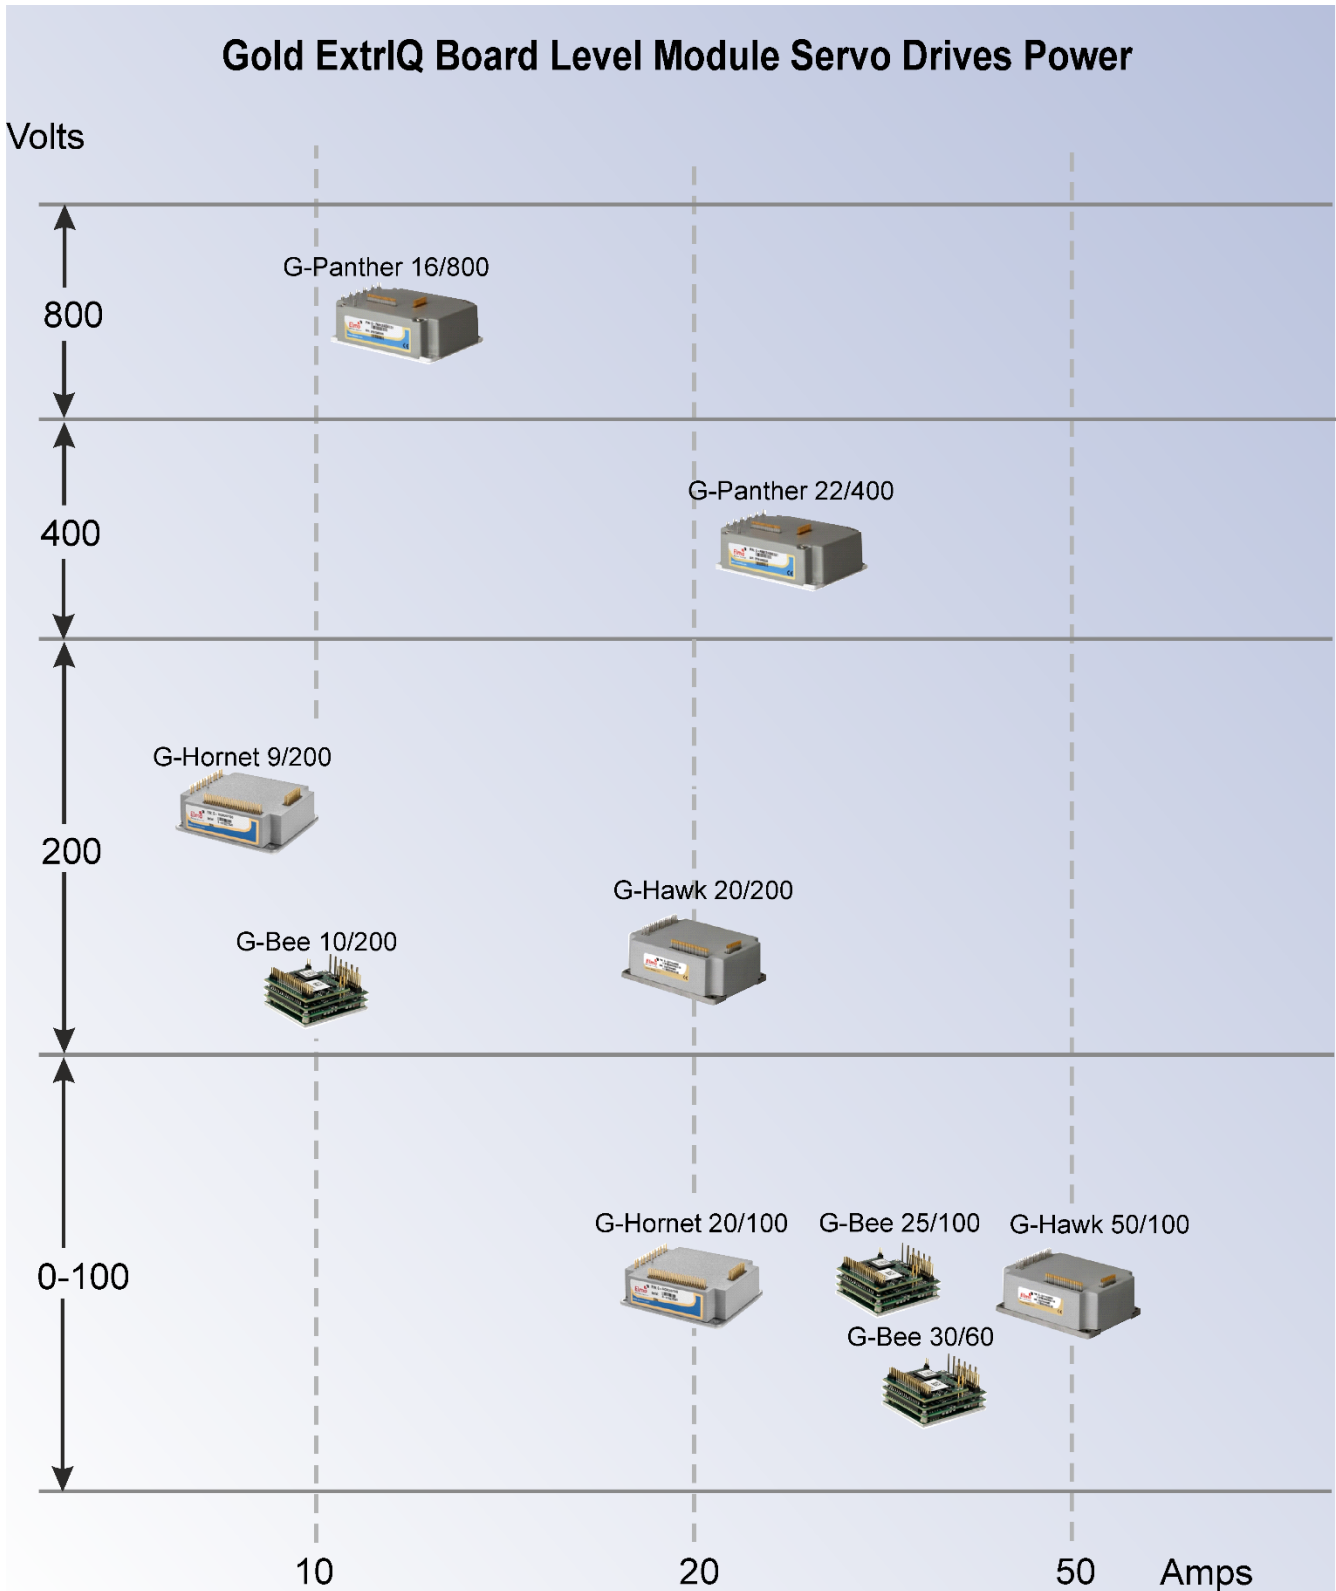 Gold ExtrIQ Board Level Module Servo Drives Power
Volts
G-Panther 16/800
800
G-Panther 22/400
400
G-Hornet 9/200
200
G-Hawk 20/200
G-Bee 10/200
G-Hornet 20/100
G-Bee 25/100
G-Hawk 50/100
0-100
G-Bee 30/60
10
20
50
Amps